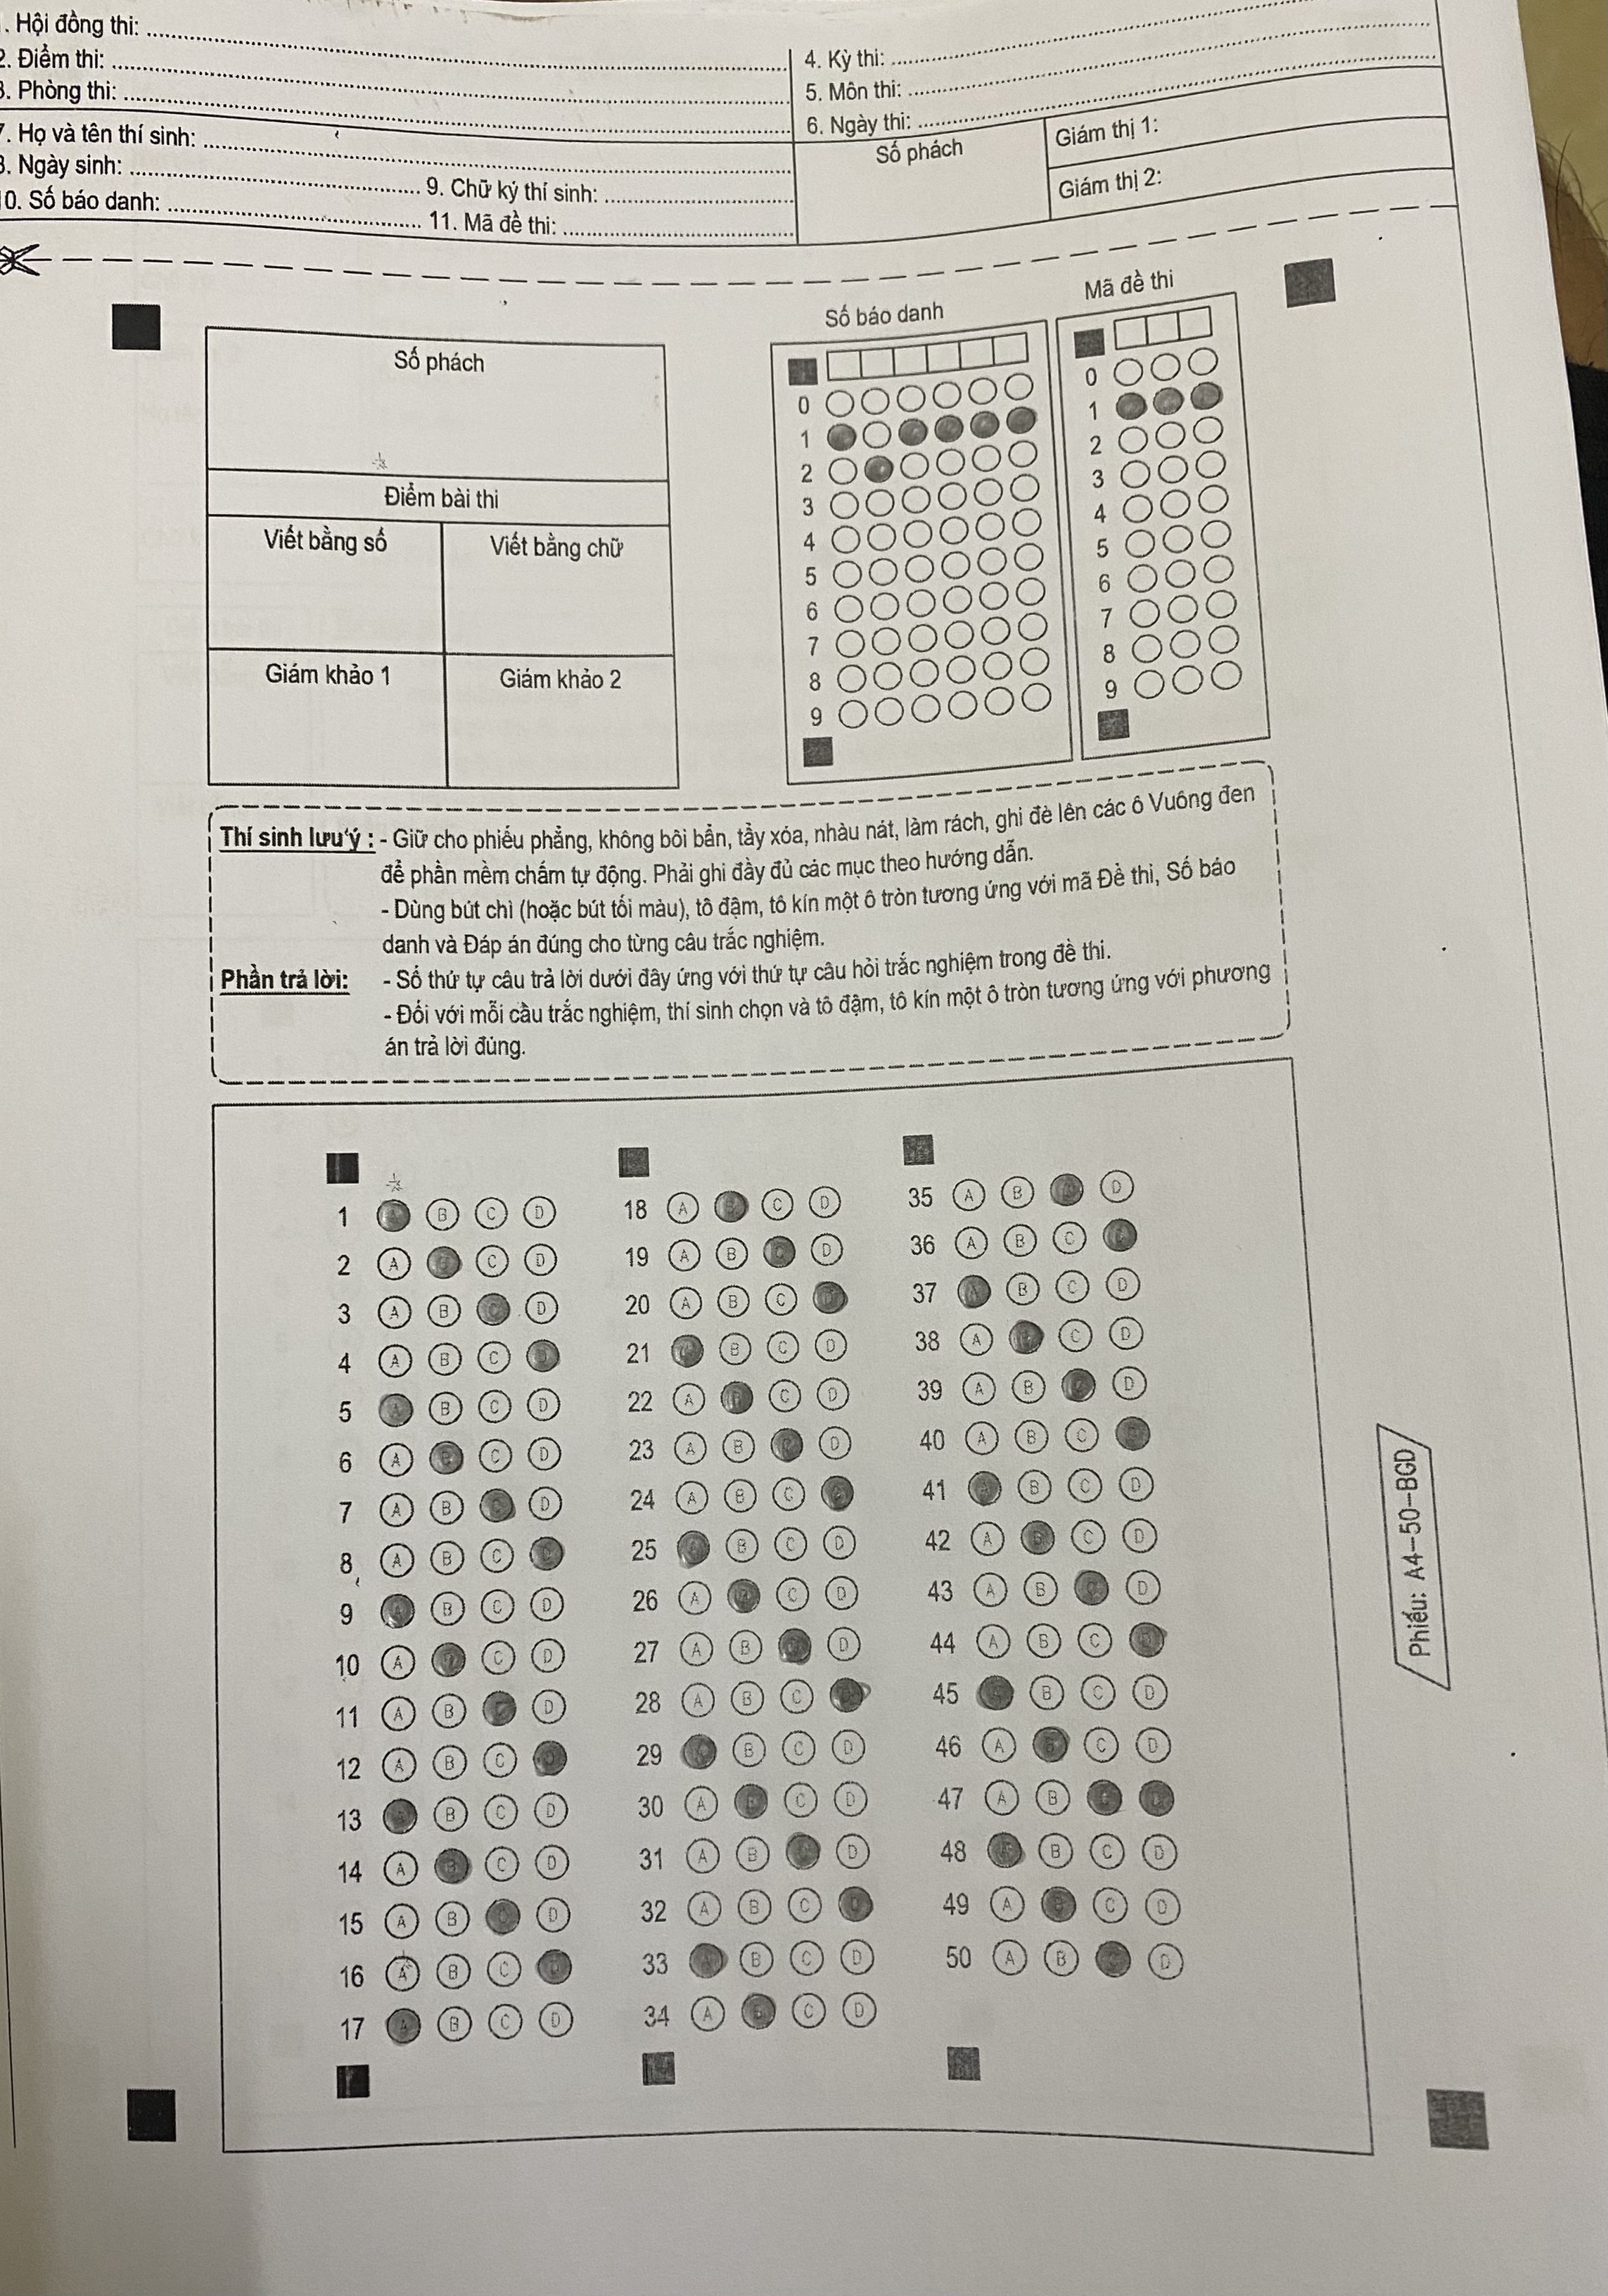 . Hội đồng thi:
2. Điểm thi:
3. Phòng thi:
4. Kỳ thi:
5. Môn thi:
6. Ngày thi:
7. Họ và tên thí sinh:
8. Ngày sinh:
9. Chữ ký thí sinh:
10. Số báo danh:
11. Mã đề thi:
Số phách
Giám thị 1:
Giám thị 2:
Số phách
Điểm bài thi
Viết bằng số Viết bằng chữ
Giám khảo 1 Giám khảo 2
Số báo danh
0
1
2
3
4
5
6
7
8
9
Mã đề thi
0
1
2
3
4
5
6
7
8
9
Thí sinh lưu ý : - Giữ cho phiếu phẳng, không bôi bẩn, tẩy xóa, nhàu nát, làm rách, ghi đè lên các ô Vuông đen
để phần mềm chấm tự động. Phải ghi đầy đủ các mục theo hướng dẫn.
- Dùng bút chì (hoặc bút tối màu), tô đậm, tô kín một ô tròn tương ứng với mã Đề thi, Số báo
danh và Đáp án đúng cho từng câu trắc nghiệm.
Phần trả lời: - Số thứ tự câu trả lời dưới đây ứng với thứ tự câu hỏi trắc nghiệm trong đề thi.
- Đối với mỗi câu trắc nghiệm, thí sinh chọn và tô đậm, tô kín một ô tròn tương ứng với phương
án trả lời đúng.
1 A B C D
2 A B C D
3 A B C D
4 A B C D
5 A B C D
6 A B C D
7 A B C D
8 A B C D
9 A B C D
10 A B C D
11 A B C D
12 A B C D
13 A B C D
14 A B C D
15 A B C D
16 A B C D
17 A B C D
18 A B C D
19 A B C D
20 A B C D
21 A B C D
22 A B C D
23 A B C D
24 A B C D
25 A B C D
26 A B C D
27 A B C D
28 A B C D
29 A B C D
30 A B C D
31 A B C D
32 A B C D
33 A B C D
34 A B C D
35 A B C D
36 A B C D
37 A B C D
38 A B C D
39 A B C D
40 A B C D
41 A B C D
42 A B C D
43 A B C D
44 A B C D
45 A B C D
46 A B C D
47 A B C D
48 A B C D
49 A B C D
50 A B C D
Phiếu: A4-50-BGD